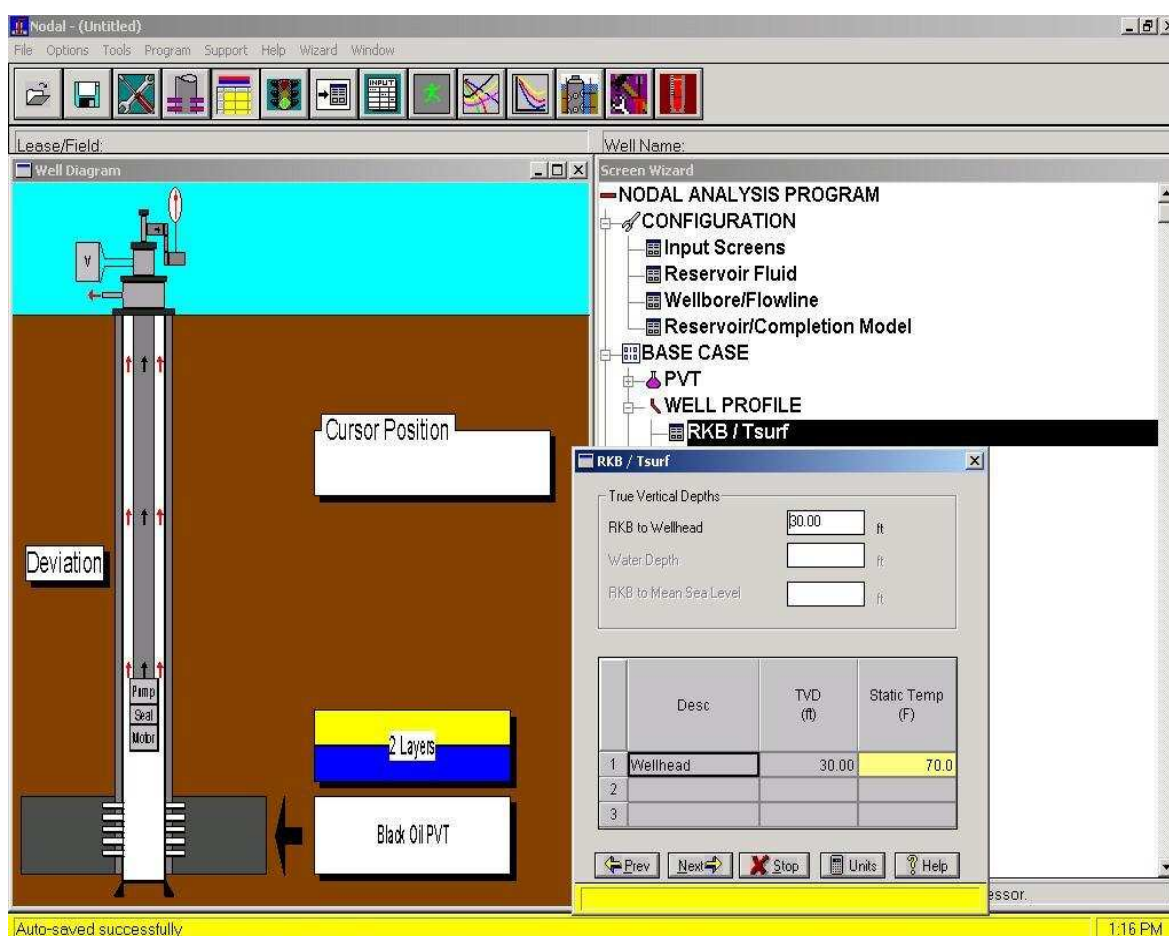 Nodal - (Untitled)
File Options Tools Program Support Help Wizard Window
INPUT
Lease/Field:
Well Name:
Well Diagram
Screen Wizard
NODAL ANALYSIS PROGRAM
CONFIGURATION
Input Screens
Reservoir Fluid
Wellbore/Flowline
Reservoir/Completion Model
BASE CASE
PVT
WELL PROFILE
RKB / Tsurf
V
Cursor Position
Deviation
Pump
Seal
Motor
2 Layers
Black Oil PVT
RKB / Tsurf
True Vertical Depths
RKB to Wellhead 30.00 ft
Water Depth ft
RKB to Mean Sea Level ft
Desc TVD (ft) Static Temp (F)
1 Wellhead 30.00 70.0
2
3
Prev Next Stop Units Help
essor.
Auto-saved successfully 1:16 PM